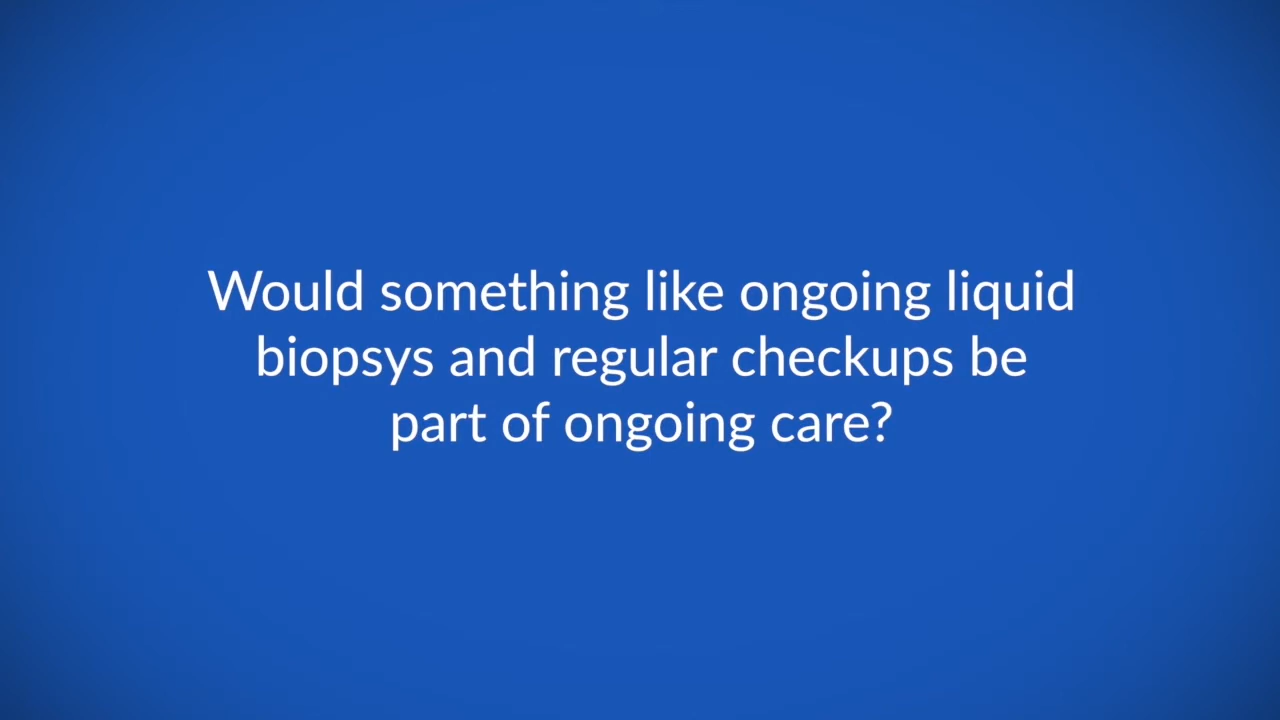 Would something like ongoing liquid
biopsys and regular checkups be
part of ongoing care?